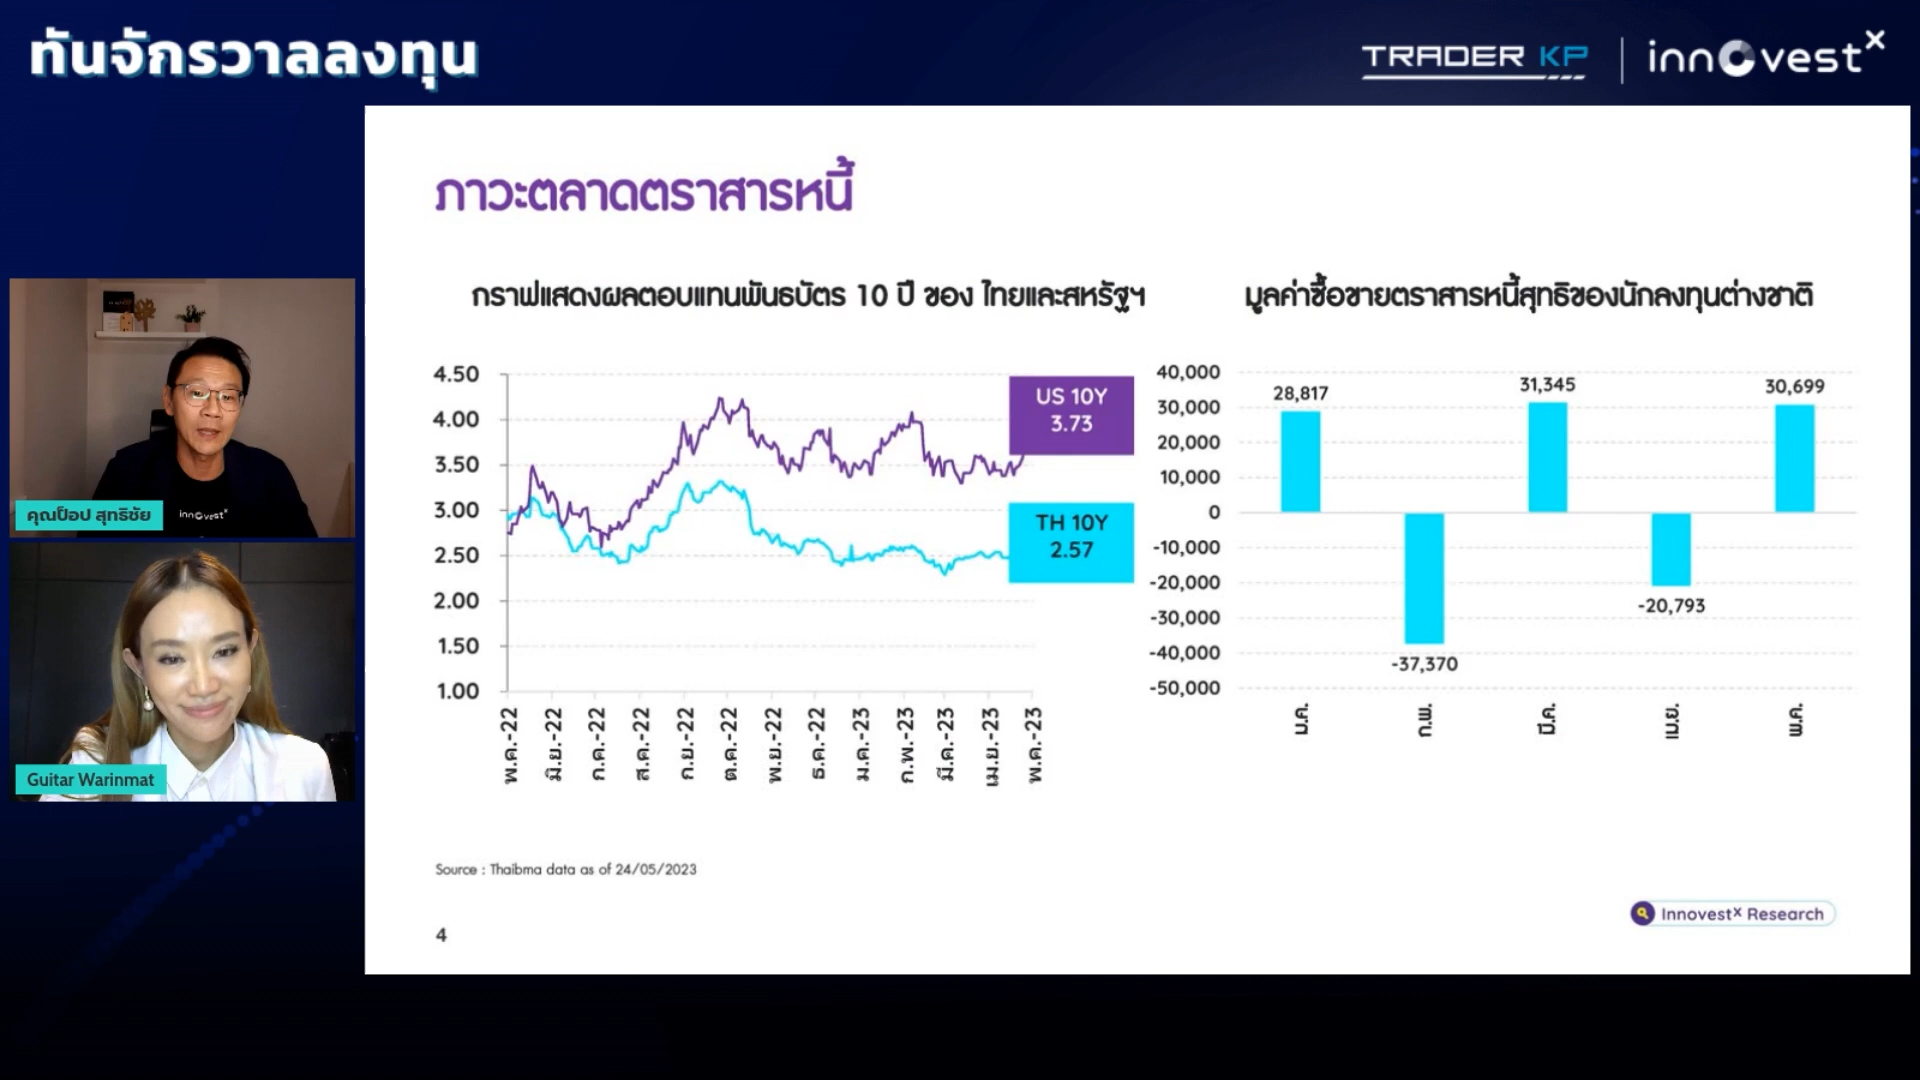 ทันจักรวาลลงทุน
TRADER KP
innovestx
ภาวะตลาดตราสารหนี้
กราฟแสดงผลตอบแทนพันธบัตร 10 ปี ของ ไทยและสหรัฐฯ
4.50
4.00
3.50
3.00
2.50
2.00
1.50
1.00
US 10Y
3.73
TH 10Y
2.57
พ.ค.-22
มิ.ย.-22
ก.ค.-22
ส.ค.-22
ก.ย.-22
ต.ค.-22
พ.ย.-22
ธ.ค.-22
ม.ค.-23
ก.พ.-23
มี.ค.-23
เม.ย.-23
พ.ค.-23
มูลค่าซื้อขายตราสารหนี้สุทธิของนักลงทุนต่างชาติ
40,000
30,000
20,000
10,000
0
-10,000
-20,000
-30,000
-40,000
-50,000
28,817
-37,370
31,345
-20,793
30,699
ม.ค.
ก.พ.
มี.ค.
เม.ย.
พ.ค.
innovestx
คุณป็อป สุทธิชัย
Guitar Warinmat
Source : Thaibma data as of 24/05/2023
Innovestx Research
4